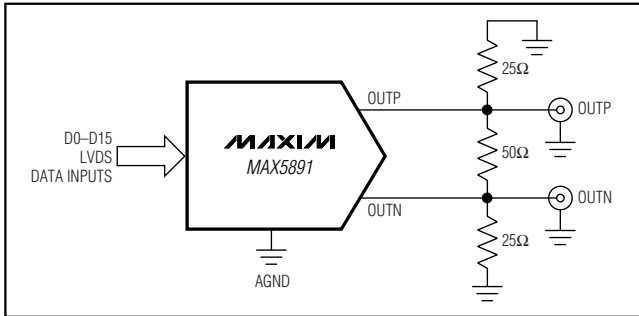 25Ω
OUTP
OUTP
D0–D15
LVDS
DATA INPUTS
MAXIM
MAX5891
50Ω
OUTN
OUTN
25Ω
AGND